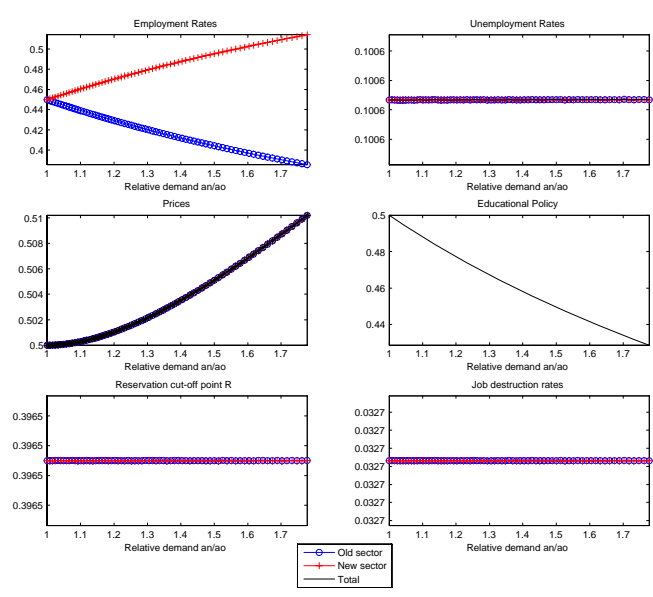 Employment Rates
0.5
0.48
0.46
0.44
0.42
0.4
1 1.1 1.2 1.3 1.4 1.5 1.6 1.7
Relative demand an/ao
Unemployment Rates
0.1006
0.1006
0.1006
0.1006
1 1.1 1.2 1.3 1.4 1.5 1.6 1.7
Relative demand an/ao
Prices
0.51
0.508
0.506
0.504
0.502
0.5
1 1.1 1.2 1.3 1.4 1.5 1.6 1.7
Relative demand an/ao
Educational Policy
0.5
0.48
0.46
0.44
1 1.1 1.2 1.3 1.4 1.5 1.6 1.7
Relative demand an/ao
Reservation cut-off point R
0.3965
0.3965
0.3965
0.3965
1 1.1 1.2 1.3 1.4 1.5 1.6 1.7
Relative demand an/ao
Job destruction rates
0.0327
0.0327
0.0327
0.0327
0.0327
0.0327
0.0327
1 1.1 1.2 1.3 1.4 1.5 1.6 1.7
Relative demand an/ao
Old sector
New sector
Total